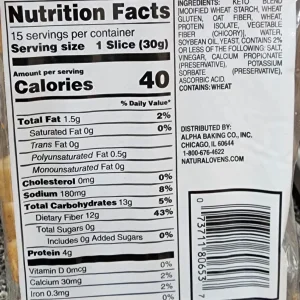 Nutrition Facts
15 servings per container
Serving size 1 Slice (30g)
Amount per serving
Calories 40
% Daily Value*
Total Fat 1.5g 2%
Saturated Fat 0g 0%
Trans Fat 0g
Polyunsaturated Fat 0.5g
Monounsaturated Fat 0g
Cholesterol 0mg 0%
Sodium 180mg 8%
Total Carbohydrates 13g 5%
Dietary Fiber 12g 43%
Total Sugars 0g
Includes 0g Added Sugars 0%
Protein 4g
Vitamin D 0mcg 0%
Calcium 30mg 2%
Iron 0.3mg 2%
0%
INGREDIENTS: KETO BLEND
MODIFIED WHEAT STARCH, WHEAT
GLUTEN, OAT FIBER, WHEAT
PROTEIN ISOLATE, VEGETABLE
FIBER (CHICORY)], WATER,
SOYBEAN OIL, YEAST, CONTAINS 2%
OR LESS OF THE FOLLOWING: SALT,
VINEGAR, CALCIUM PROPIONATE
(PRESERVATIVE), POTASSIUM
SORBATE (PRESERVATIVE),
ASCORBIC ACID.
CONTAINS: WHEAT
DISTRIBUTED BY:
ALPHA BAKING CO., INC.
CHICAGO, IL 60644
1-800-676-4622
NATURALOVENS.COM
0 73711 80653 7